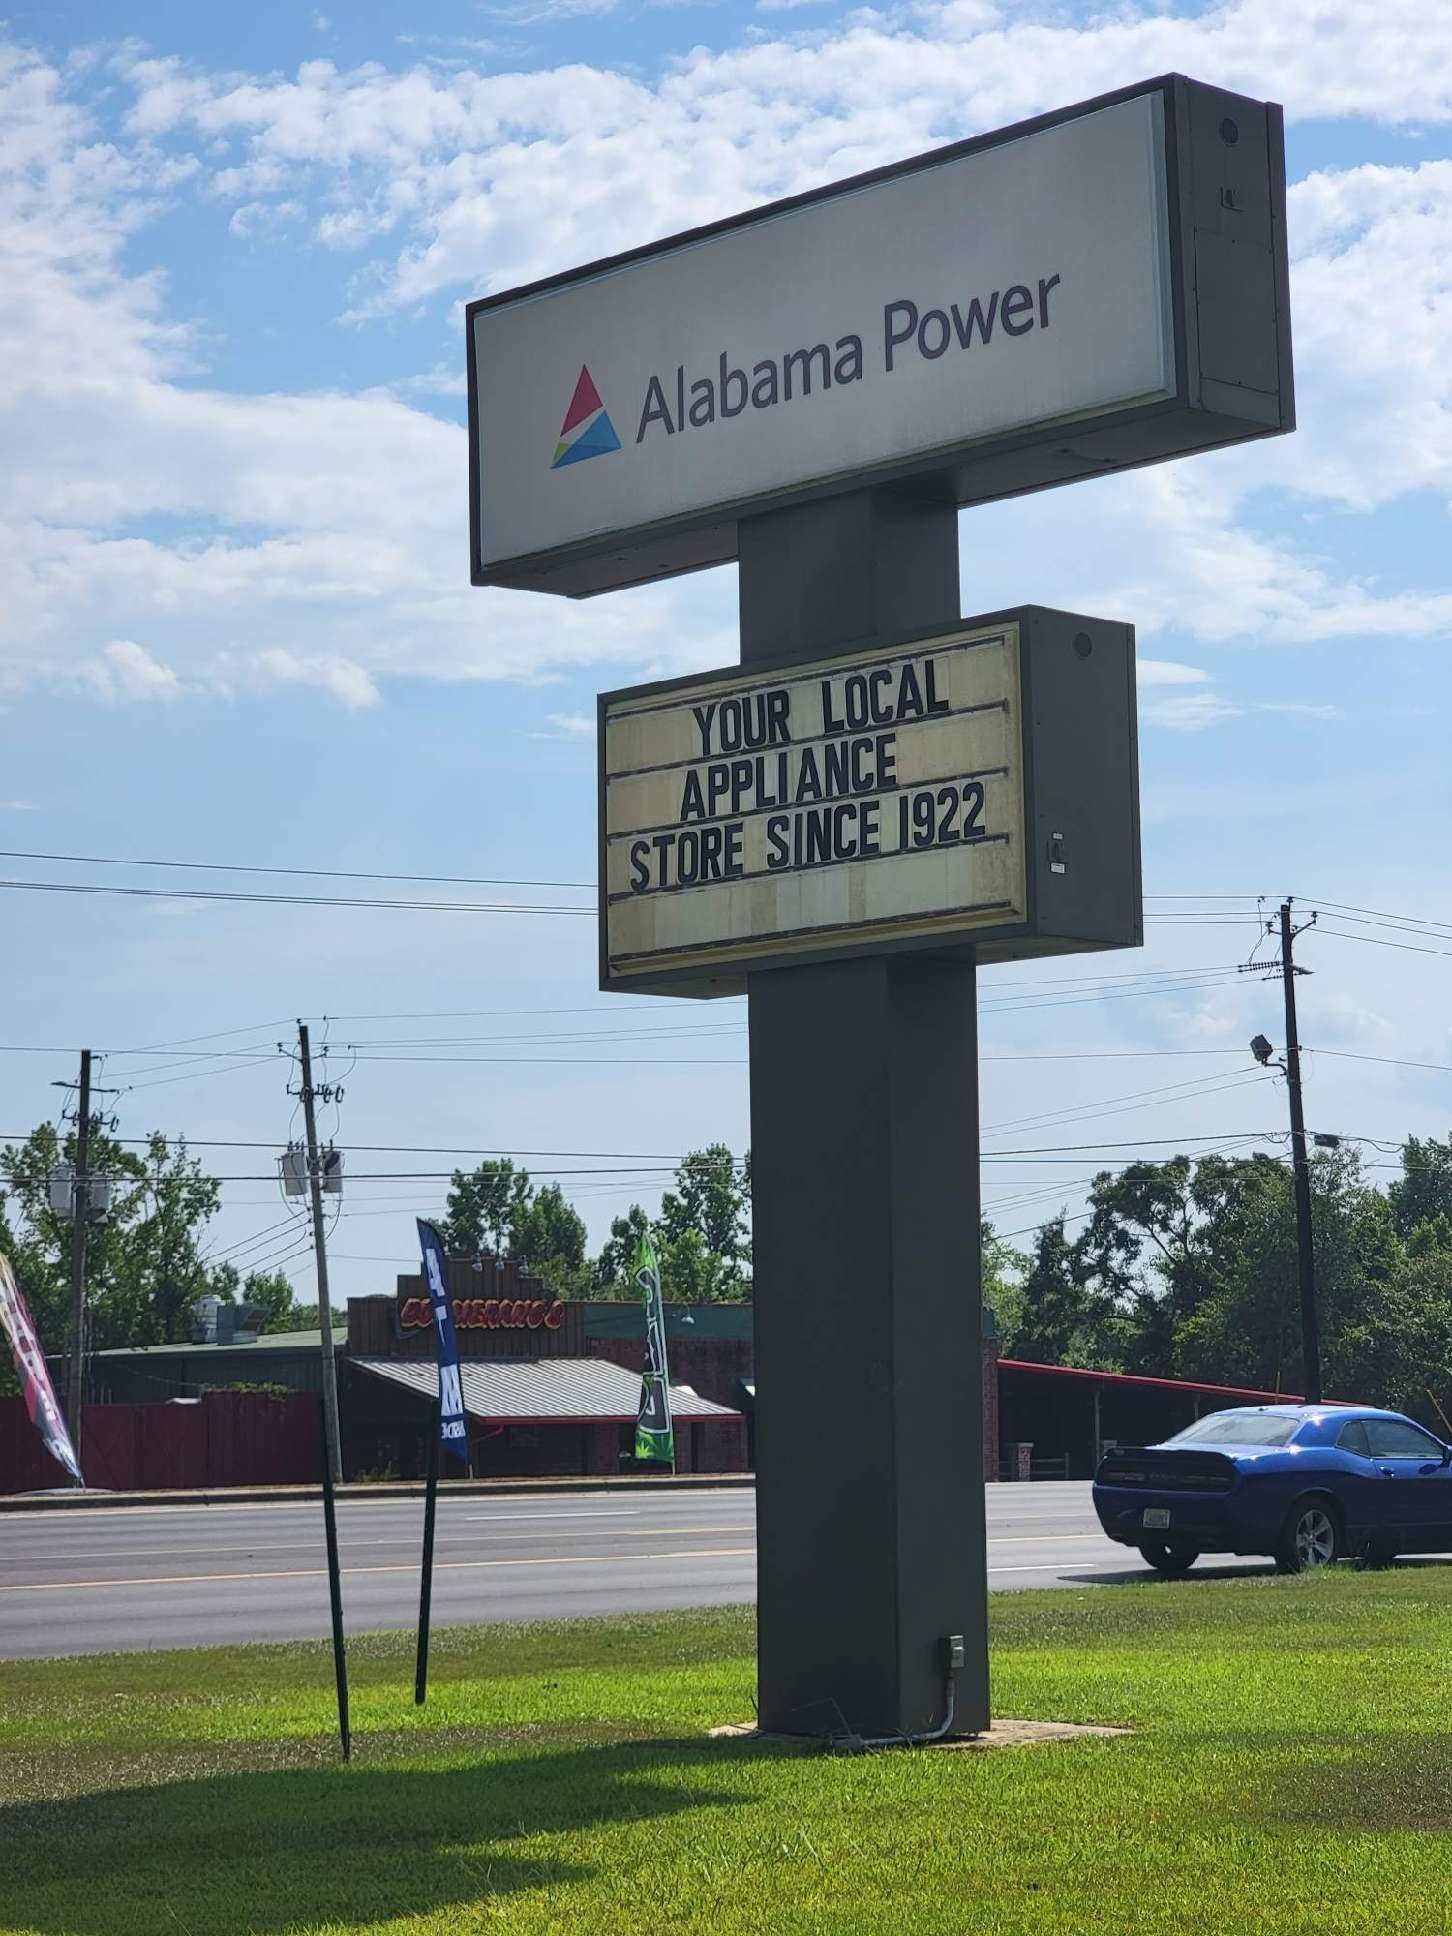 Alabama Power
YOUR LOCAL
APPLIANCE
STORE SINCE 1922